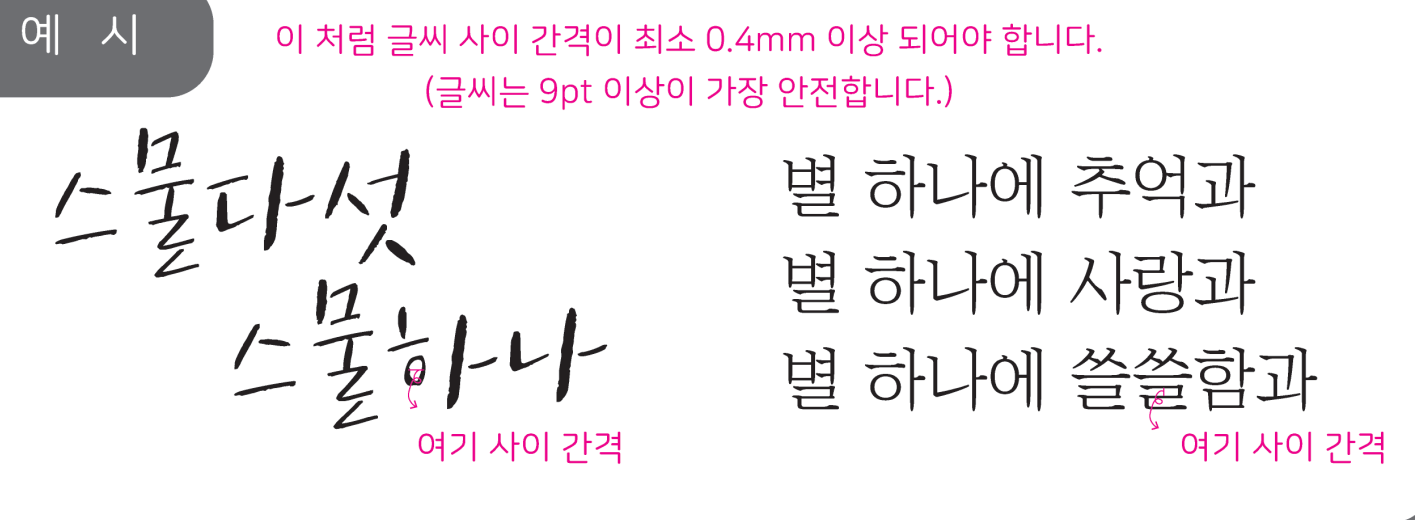 예 시
이 처럼 글씨 사이 간격이 최소 0.4mm 이상 되어야 합니다.
(글씨는 9pt 이상이 가장 안전합니다.)
스물다섯
스물하나
여기 사이 간격
별 하나에 추억과
별 하나에 사랑과
별 하나에 쓸쓸함과
여기 사이 간격